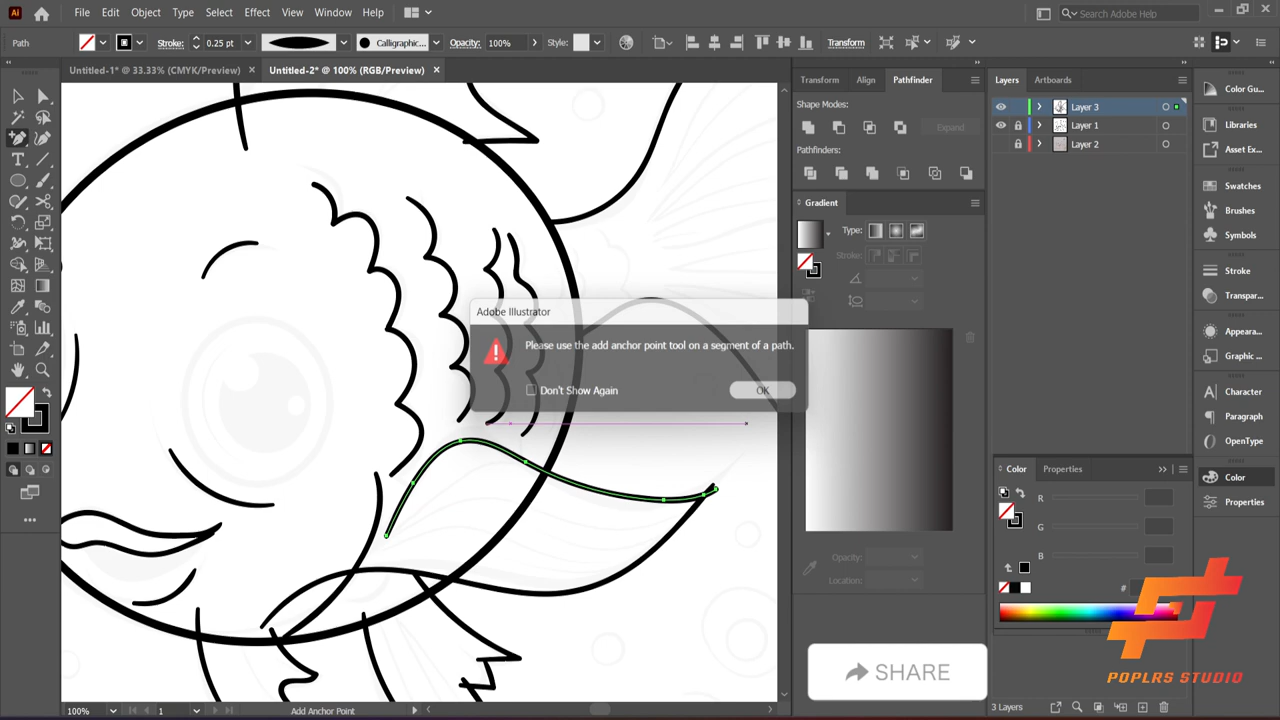 Ai File Edit Object Type Select Effect View Window Help Search Adobe Help
Path Stroke: 0.25 pt Calligraphic... Opacity: 100% Style: Transform
Untitled-1* @ 33.33% (CMYK/Preview) × Untitled-2* @ 100% (RGB/Preview) ×
Transform Align Pathfinder
Shape Modes:
Expand
Pathfinders:
Gradient
Type:
Stroke:
Opacity:
Location:
Layers Artboards
Layer 3
Layer 1
Layer 2
Color Properties
R
G
B
#
3 Layers
Color Gu...
Libraries
Asset Ex...
Swatches
Brushes
Symbols
Stroke
Transpar...
Appeara...
Graphic ...
Character
Paragraph
OpenType
Color
Properties
Adobe Illustrator
Please use the add anchor point tool on a segment of a path.
Don't Show Again OK
SHARE
POPLRS STUDIO
100% 1 Add Anchor Point